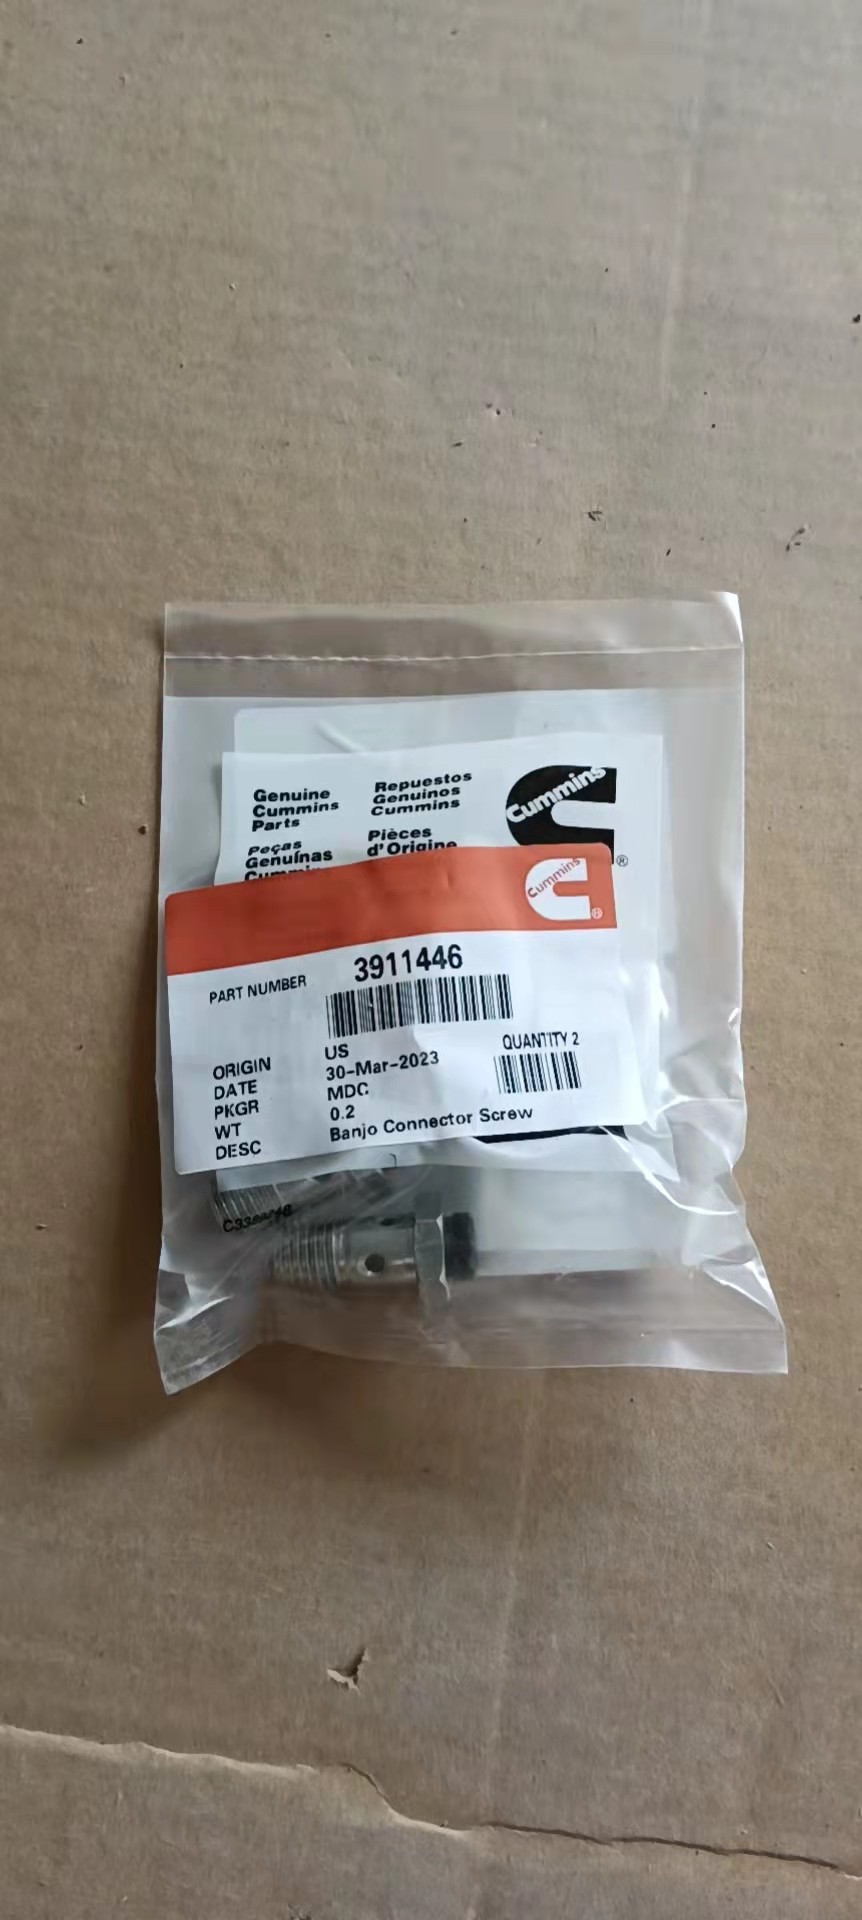 Genuine
Cummins
Parts
Repuestos
Genuinos
Cummins
Peças
Genuínas
Pièces
d'Origine
Cummins
®
Cummins
®
PART NUMBER 3911446
ORIGIN US
DATE 30-Mar-2023
PKGR MDC
WT 0.2
DESC Banjo Connector Screw
QUANTITY 2